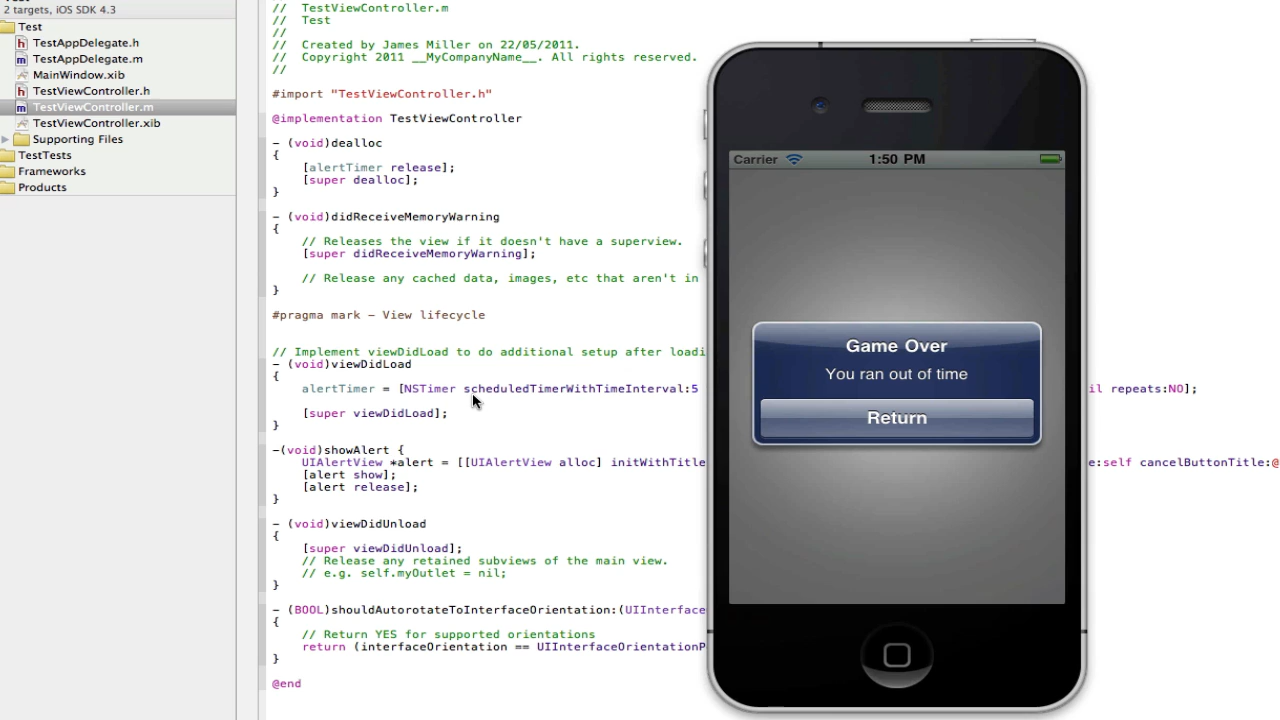 2 targets, iOS SDK 4.3
Test
TestAppDelegate.h
TestAppDelegate.m
MainWindow.xib
TestViewController.h
TestViewController.m
TestViewController.xib
Supporting Files
TestTests
Frameworks
Products
//  TestViewController.m
//  Test
//
//  Created by James Miller on 22/05/2011.
//  Copyright 2011 __MyCompanyName__. All rights reserved.
//
#import "TestViewController.h"
@implementation TestViewController
- (void)dealloc
{
    [alertTimer release];
    [super dealloc];
}
- (void)didReceiveMemoryWarning
{
    // Releases the view if it doesn't have a superview.
    [super didReceiveMemoryWarning];
    // Release any cached data, images, etc that aren't in
}
#pragma mark - View lifecycle
// Implement viewDidLoad to do additional setup after loadi
- (void)viewDidLoad
{
    alertTimer = [NSTimer scheduledTimerWithTimeInterval:5 il repeats:NO];
    [super viewDidLoad];
}
-(void)showAlert {
    UIAlertView *alert = [[UIAlertView alloc] initWithTitle e:self cancelButtonTitle:@
    [alert show];
    [alert release];
}
- (void)viewDidUnload
{
    [super viewDidUnload];
    // Release any retained subviews of the main view.
    // e.g. self.myOutlet = nil;
}
- (BOOL)shouldAutorotateToInterfaceOrientation:(UIInterface
{
    // Return YES for supported orientations
    return (interfaceOrientation == UIInterfaceOrientationP
}
@end
Carrier 1:50 PM
Game Over
You ran out of time
Return